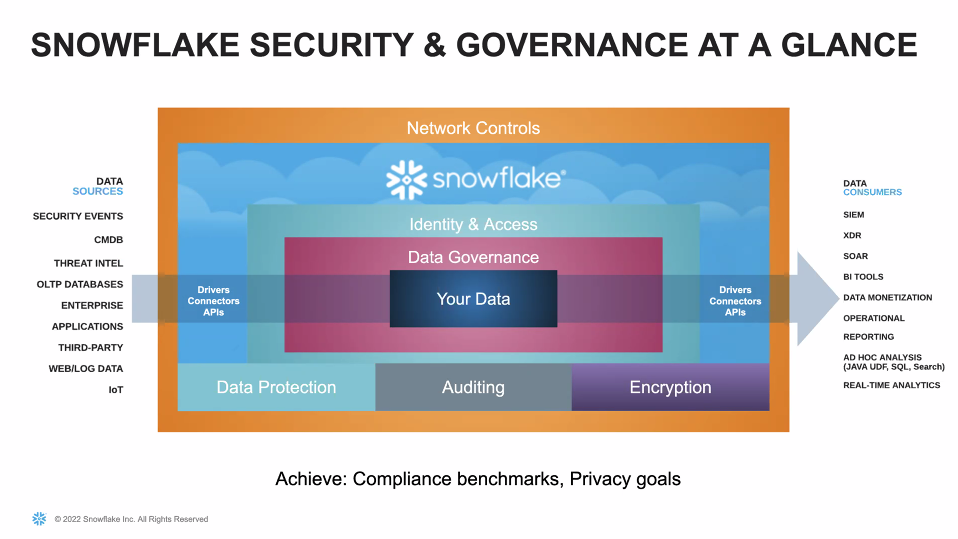 SNOWFLAKE SECURITY & GOVERNANCE AT A GLANCE
DATA
SOURCES
SECURITY EVENTS
CMDB
THREAT INTEL
OLTP DATABASES
ENTERPRISE
APPLICATIONS
THIRD-PARTY
WEB/LOG DATA
IoT
Network Controls
snowflake®
Identity & Access
Data Governance
Your Data
Drivers
Connectors
APIs
Drivers
Connectors
APIs
Data Protection
Auditing
Encryption
DATA
CONSUMERS
SIEM
XDR
SOAR
BI TOOLS
DATA MONETIZATION
OPERATIONAL
REPORTING
AD HOC ANALYSIS
(JAVA UDF, SQL, Search)
REAL-TIME ANALYTICS
Achieve: Compliance benchmarks, Privacy goals
© 2022 Snowflake Inc. All Rights Reserved